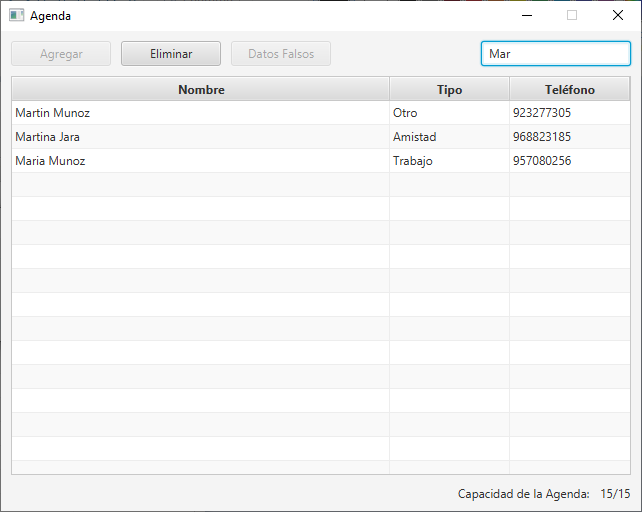 Agenda
Agregar Eliminar Datos Falsos Mar
Nombre Tipo Teléfono
Martin Munoz Otro 923277305
Martina Jara Amistad 968823185
Maria Munoz Trabajo 957080256
Capacidad de la Agenda: 15/15